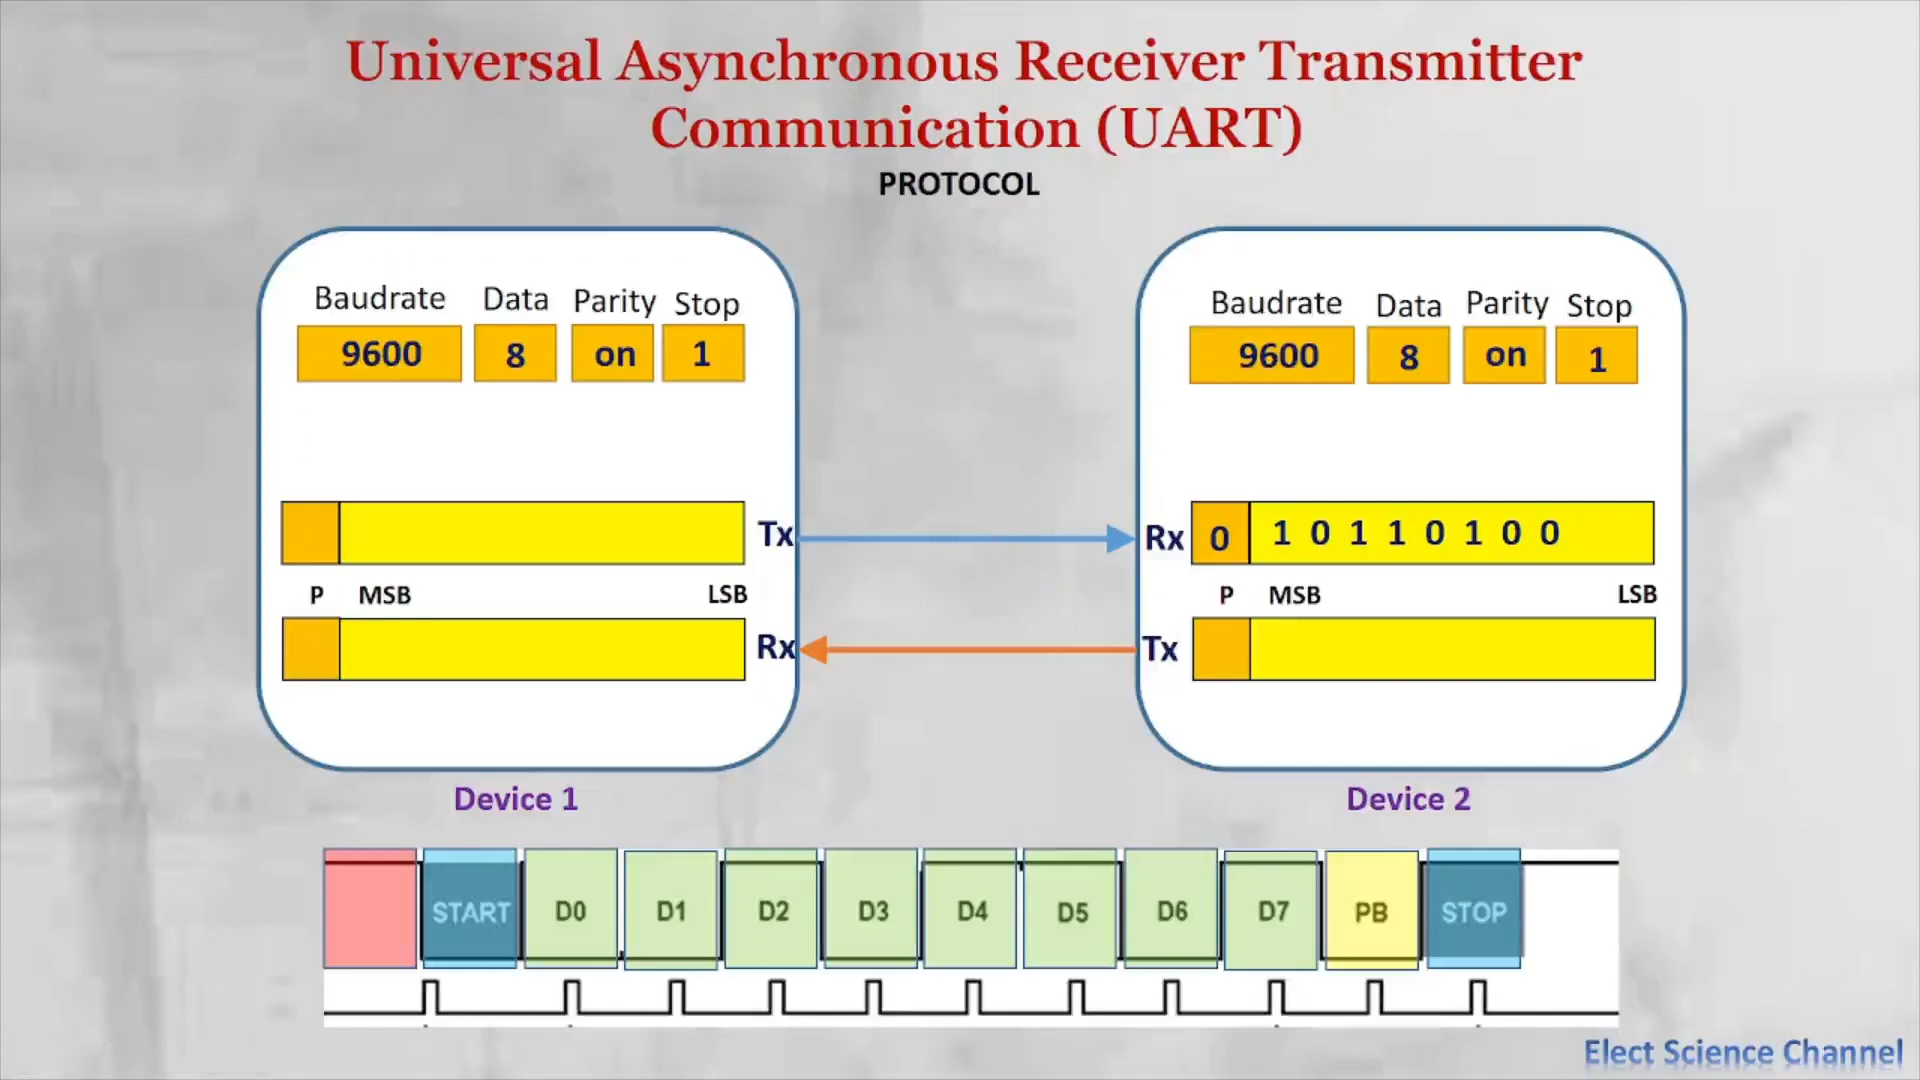 Universal Asynchronous Receiver Transmitter
Communication (UART)
PROTOCOL
Baudrate Data Parity Stop
9600 8 on 1
Baudrate Data Parity Stop
9600 8 on 1
Tx
Rx 0 1 0 1 1 0 1 0 0
P MSB LSB
P MSB LSB
Rx
Tx
Device 1
Device 2
START D0 D1 D2 D3 D4 D5 D6 D7 PB STOP
Elect Science Channel